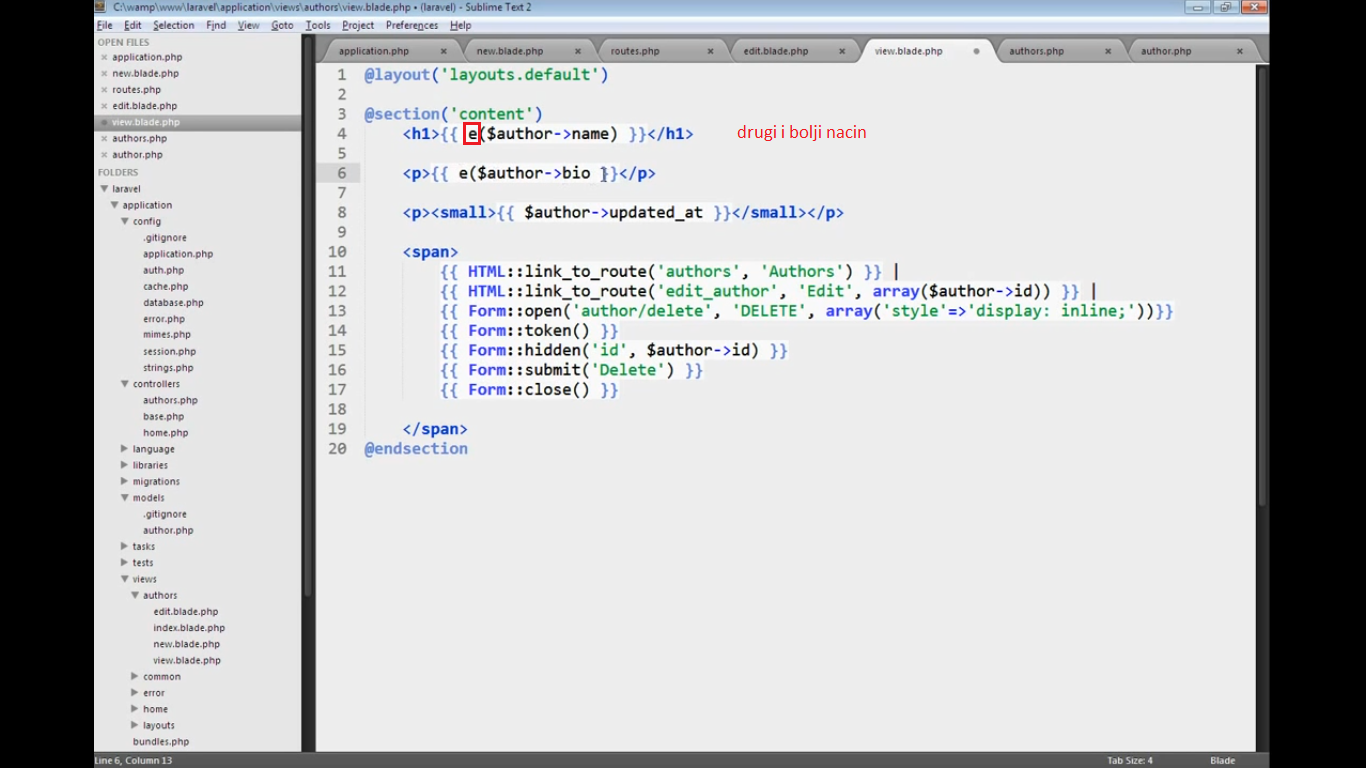 C:\wamp\www\laravel\application\views\authors\view.blade.php • (laravel) - Sublime Text 2
File Edit Selection Find View Goto Tools Project Preferences Help
OPEN FILES
application.php
new.blade.php
routes.php
edit.blade.php
view.blade.php
authors.php
author.php
FOLDERS
laravel
application
config
.gitignore
application.php
auth.php
cache.php
database.php
error.php
mimes.php
session.php
strings.php
controllers
authors.php
base.php
home.php
language
libraries
migrations
models
.gitignore
author.php
tasks
tests
views
authors
edit.blade.php
index.blade.php
new.blade.php
view.blade.php
common
error
home
layouts
bundles.php
application.php new.blade.php routes.php edit.blade.php view.blade.php authors.php author.php
1 @layout('layouts.default')
2
3 @section('content')
4 <h1>{{ e($author->name) }}</h1> drugi i bolji nacin
5
6 <p>{{ e($author->bio }}</p>
7
8 <p><small>{{ $author->updated_at }}</small></p>
9
10 <span>
11 {{ HTML::link_to_route('authors', 'Authors') }} |
12 {{ HTML::link_to_route('edit_author', 'Edit', array($author->id)) }} |
13 {{ Form::open('author/delete', 'DELETE', array('style'=>'display: inline;'))}}
14 {{ Form::token() }}
15 {{ Form::hidden('id', $author->id) }}
16 {{ Form::submit('Delete') }}
17 {{ Form::close() }}
18
19 </span>
20 @endsection
Line 6, Column 13 Tab Size: 4 Blade